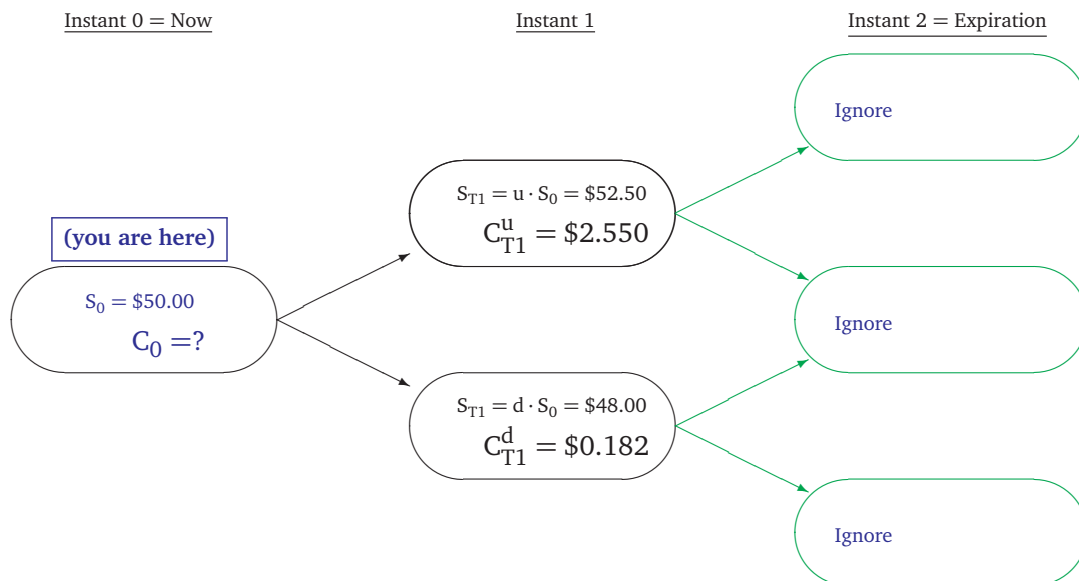 Instant 0 = Now
Instant 1
Instant 2 = Expiration
Ignore
S_T1 = u · S_0 = $52.50
C^u_T1 = $2.550
(you are here)
S_0 = $50.00
C_0 =?
Ignore
S_T1 = d · S_0 = $48.00
C^d_T1 = $0.182
Ignore